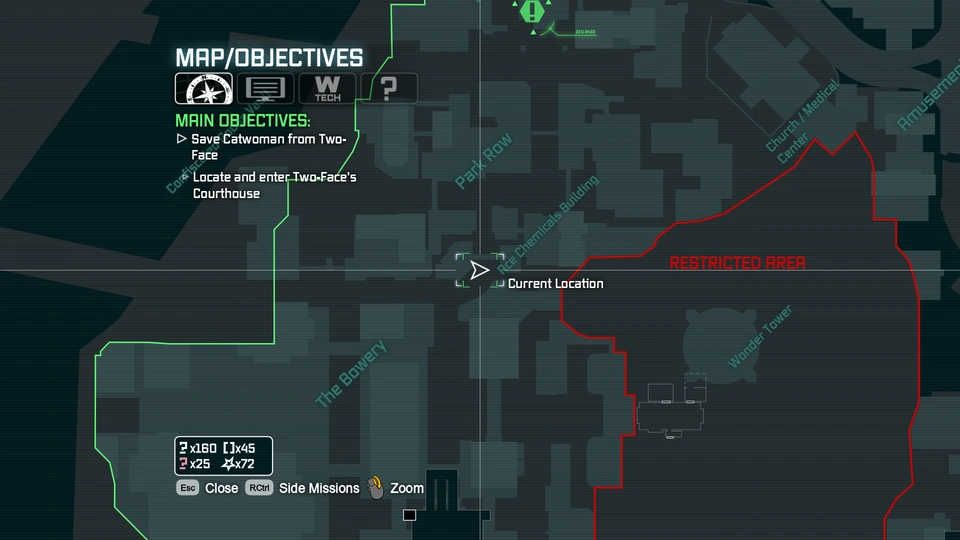 MAP/OBJECTIVES
W
TECH
?
MAIN OBJECTIVES:
Save Catwoman from Two-
Face
Locate and enter Two-Face's
Courthouse
Park Row
Church / Medical
Center
Ace Chemicals Building
RESTRICTED AREA
Current Location
Wonder Tower
The Bowery
?x160 []x45
?x25 x72
Esc Close RCtrl Side Missions Zoom